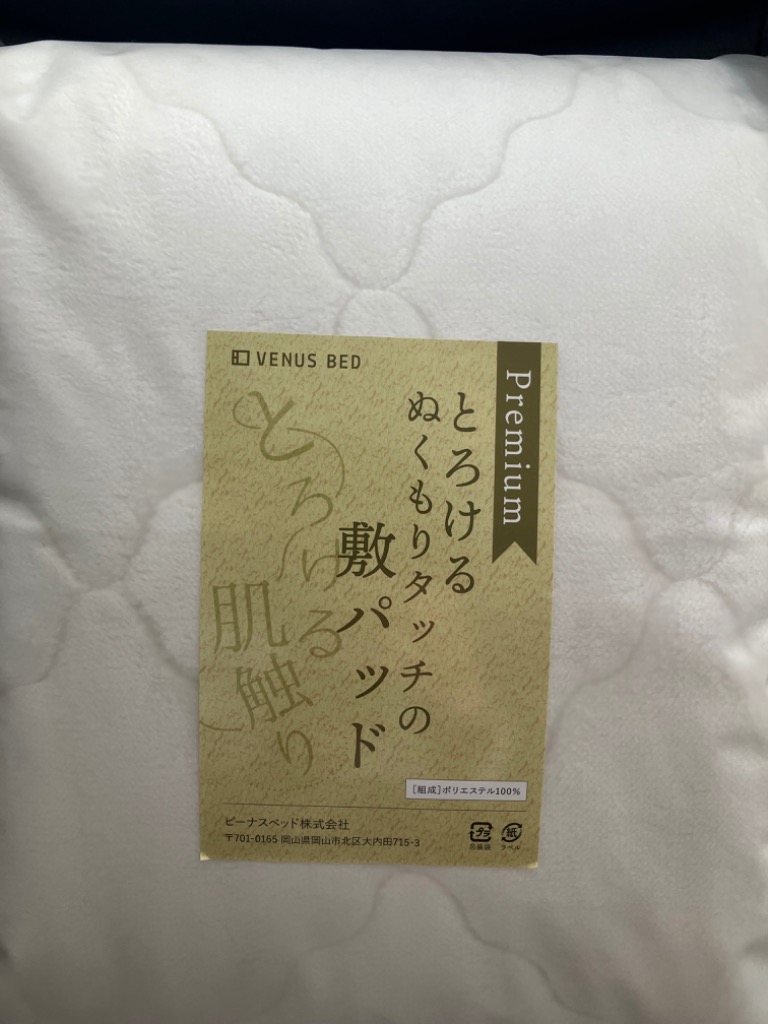 VENUS BED
Premium
とろける
ぬくもりタッチの
敷パッド
とろける
肌触り
[組成]ポリエステル100%
ビーナスベッド株式会社
〒701-0165 岡山県岡山市北区大内田715-3
プラ
紙
ラベル